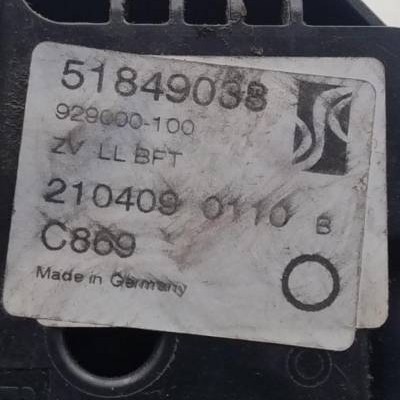 51849038
929000-100
ZV LL BFT
210409 0110 B
C869
Made in Germany